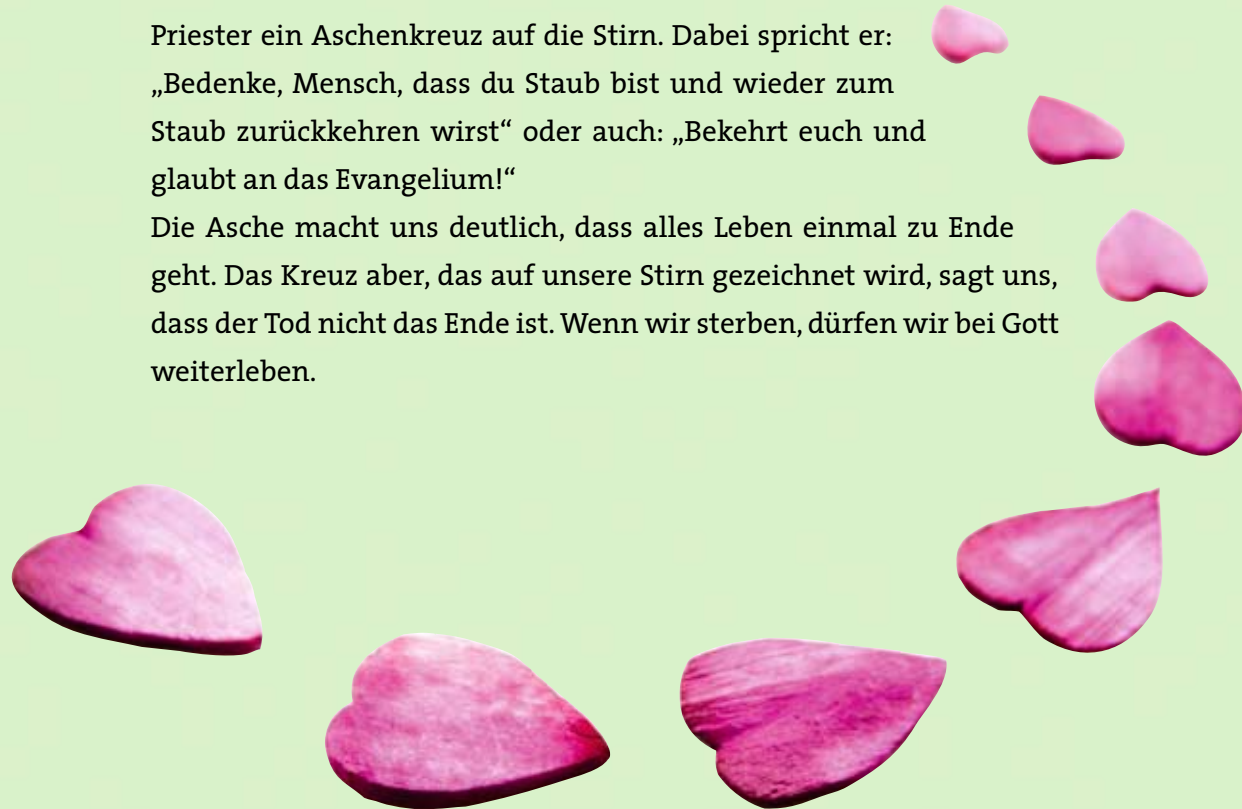 Priester ein Aschenkreuz auf die Stirn. Dabei spricht er:
„Bedenke, Mensch, dass du Staub bist und wieder zum
Staub zurückkehren wirst“ oder auch: „Bekehrt euch und
glaubt an das Evangelium!“
Die Asche macht uns deutlich, dass alles Leben einmal zu Ende
geht. Das Kreuz aber, das auf unsere Stirn gezeichnet wird, sagt uns,
dass der Tod nicht das Ende ist. Wenn wir sterben, dürfen wir bei Gott
weiterleben.